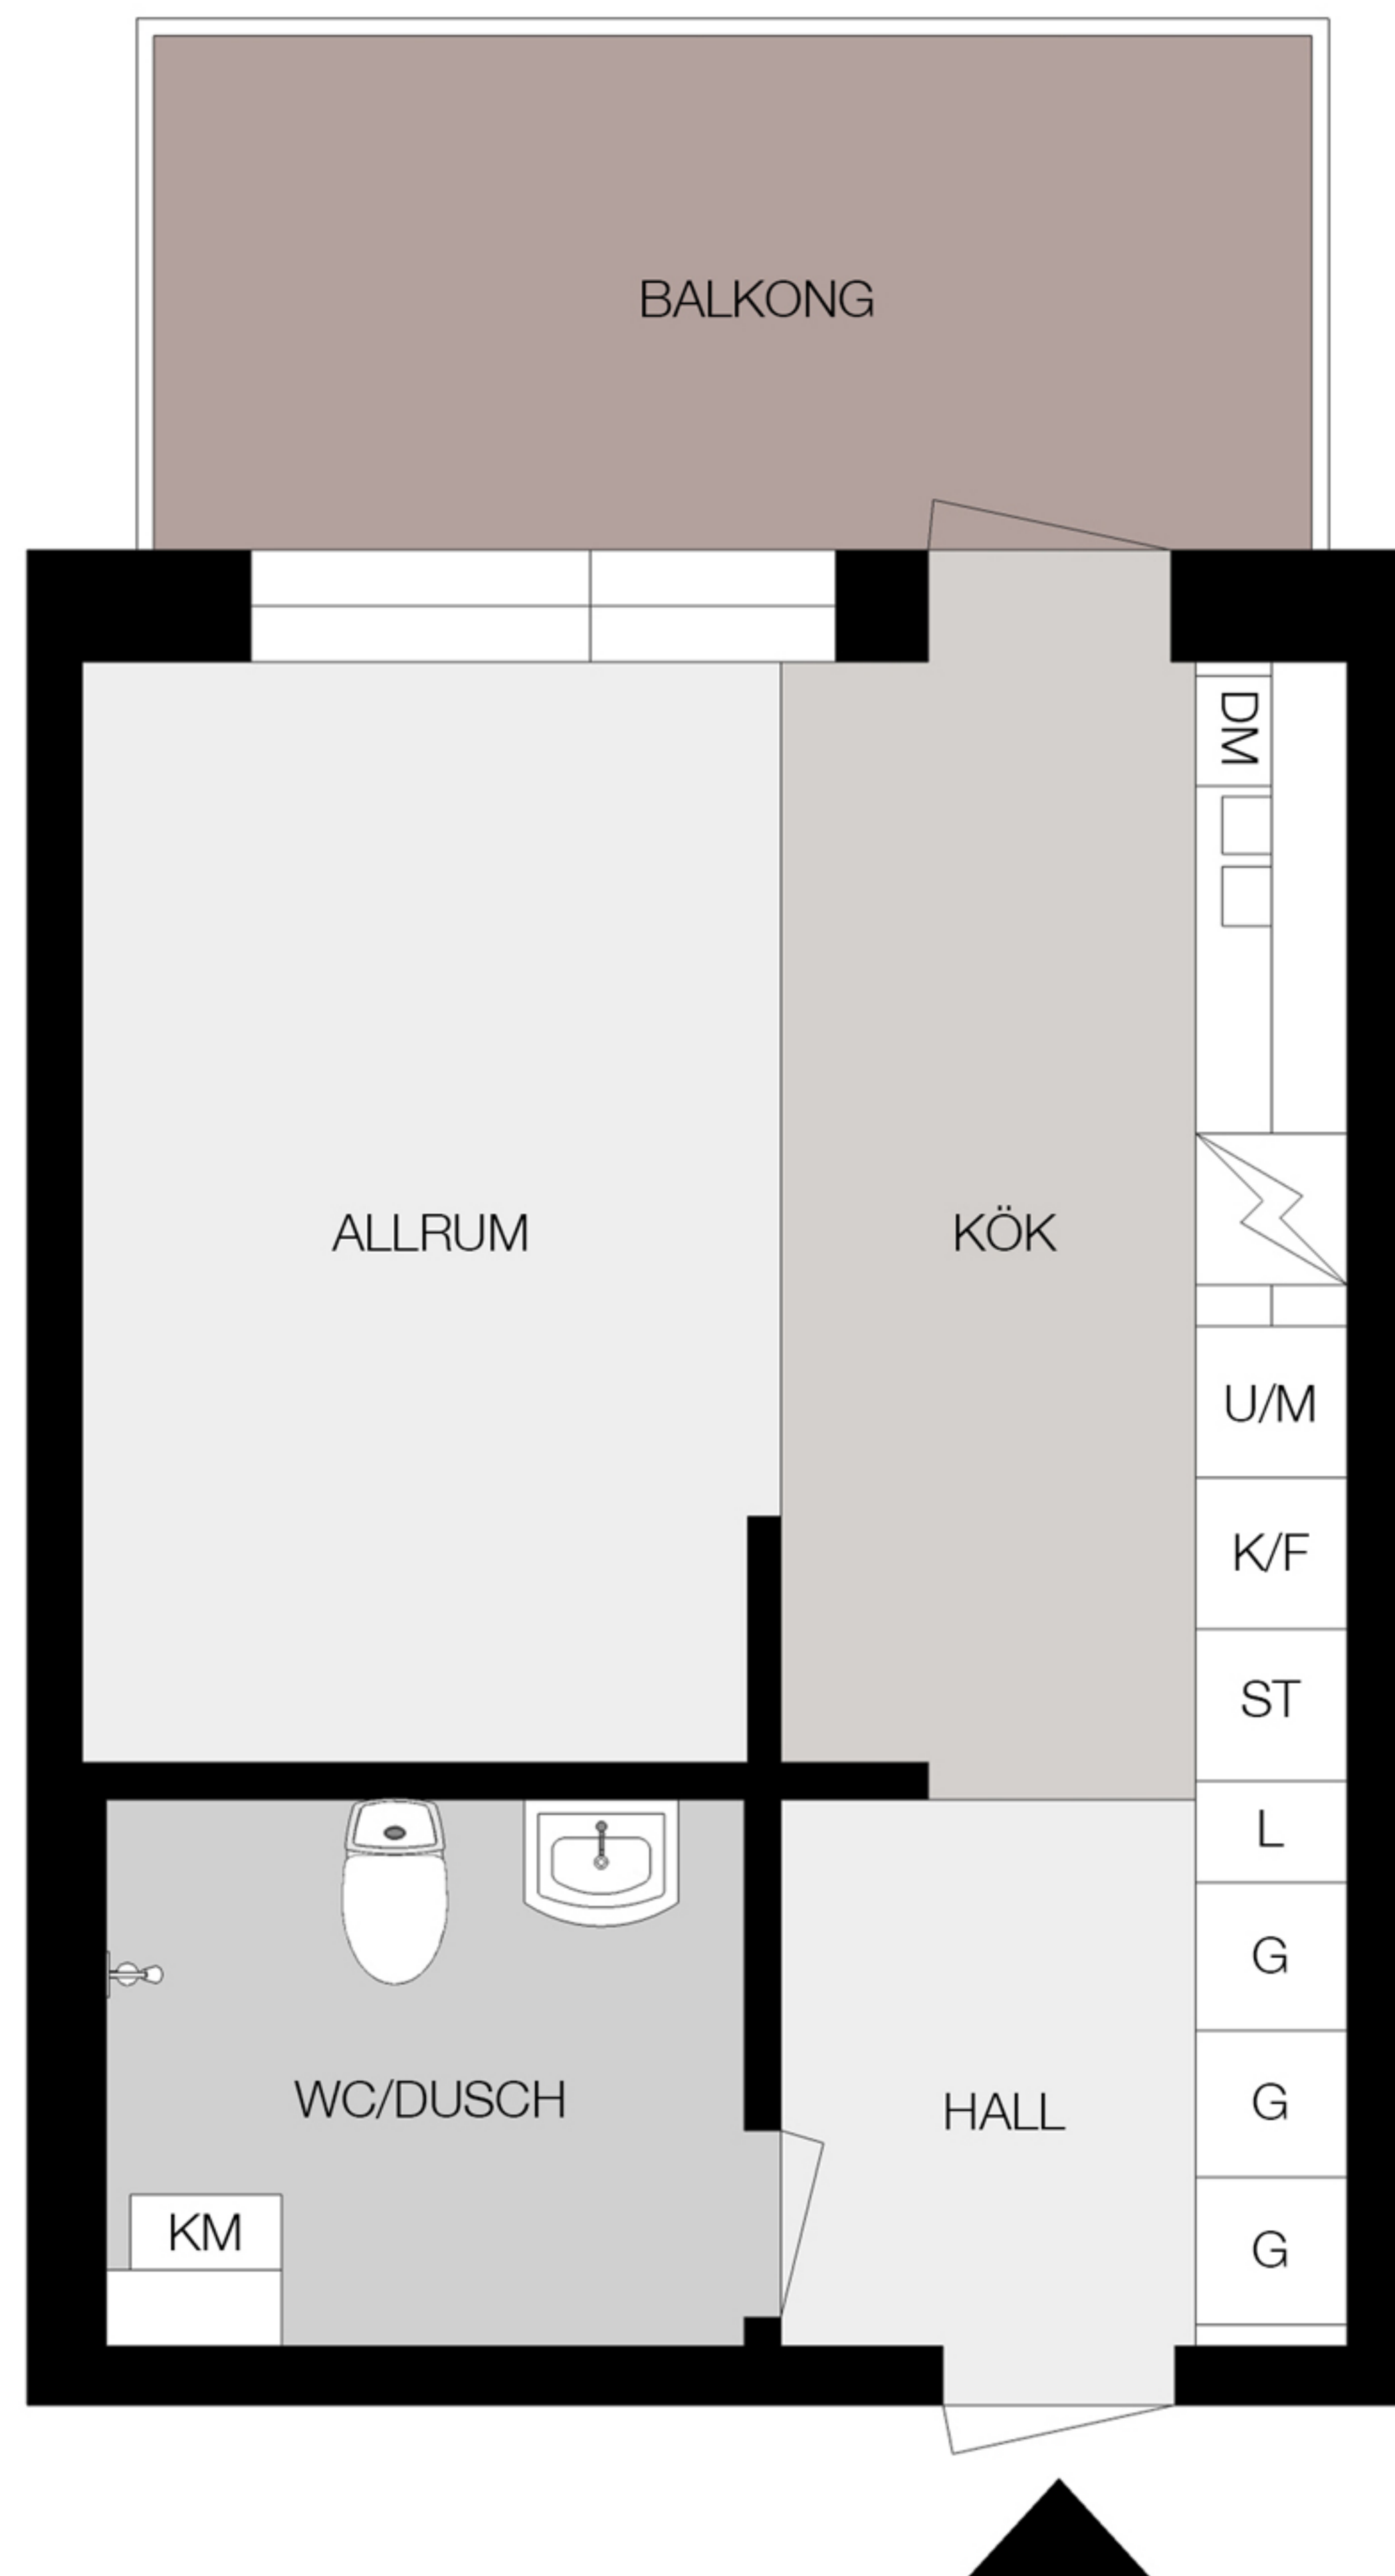 BALKONG
DM
ALLRUM
KÖK
U/M
K/F
ST
L
G
WC/DUSCH
HALL
G
KM
G